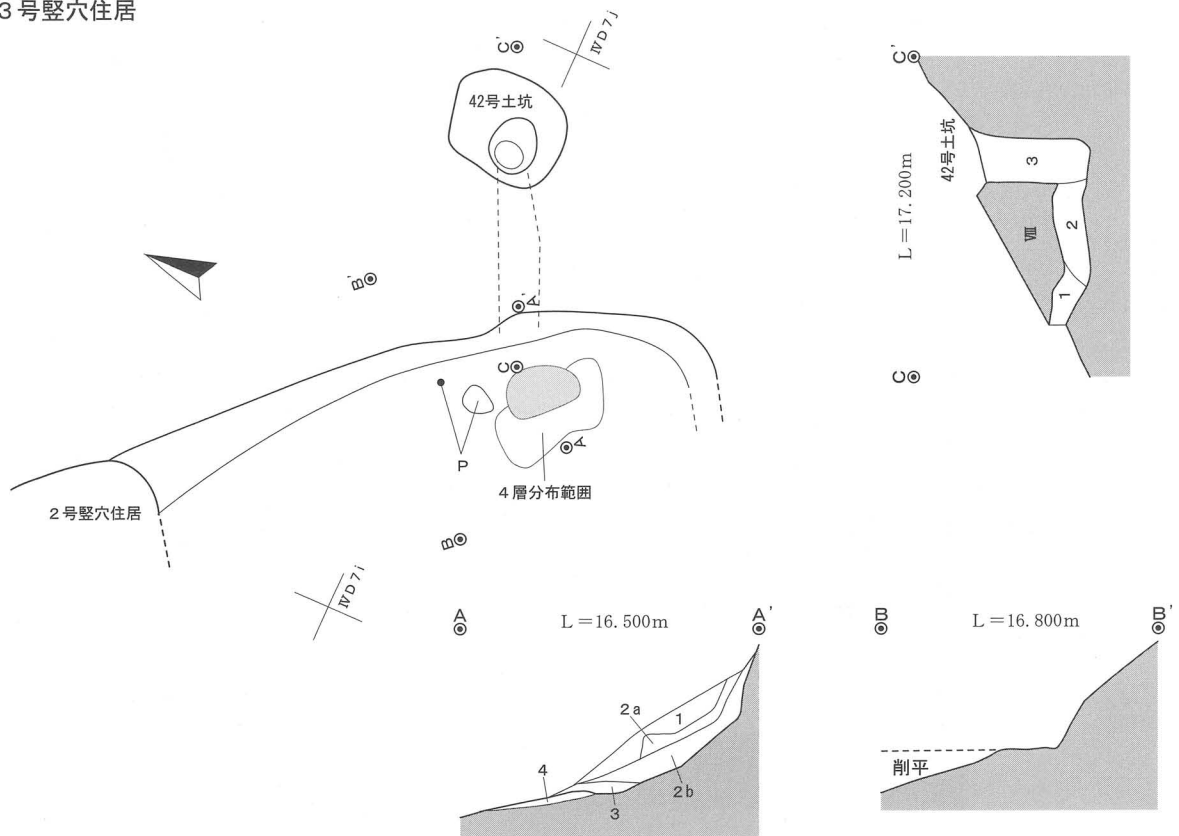 3号竪穴住居
C'
ⅣD7j
42号土坑
B'
A'
C
A
P
4層分布範囲
2号竪穴住居
B
ⅣD7i
C'
42号土坑
L=17.200m
3
Ⅷ
2
1
C
A
L=16.500m
A'
2a
1
4
3
2b
B
L=16.800m
B'
削平